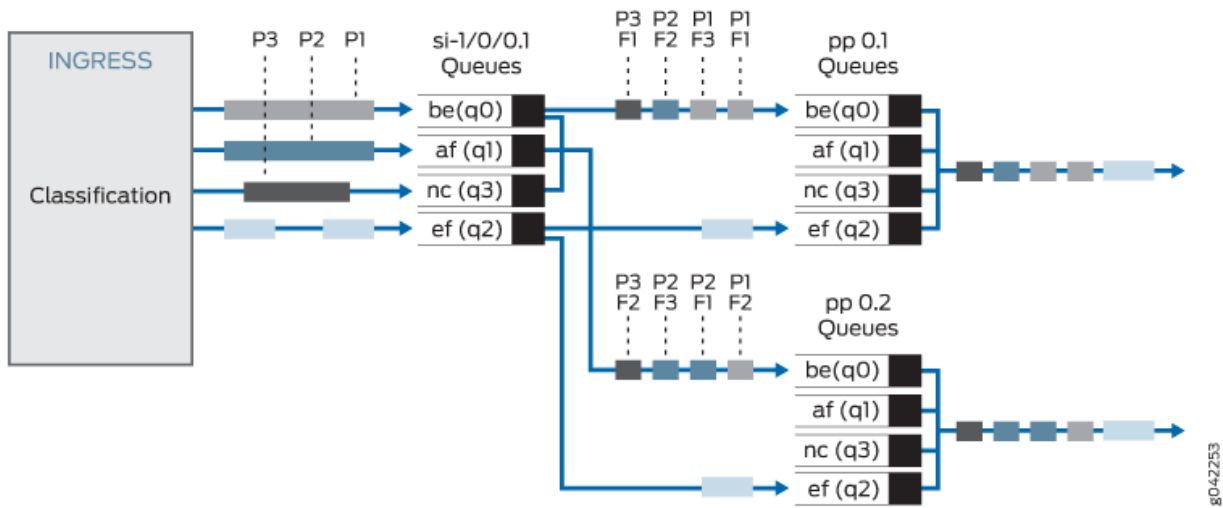 INGRESS
Classification
P3 P2 P1
si-1/0/0.1
Queues
be(q0)
af (q1)
nc (q3)
ef (q2)
P3 P2 P1 P1
F1 F2 F3 F1
pp 0.1
Queues
be(q0)
af (q1)
nc (q3)
ef (q2)
P3 P2 P2 P1
F2 F3 F1 F2
pp 0.2
Queues
be(q0)
af (q1)
nc (q3)
ef (q2)
g042253